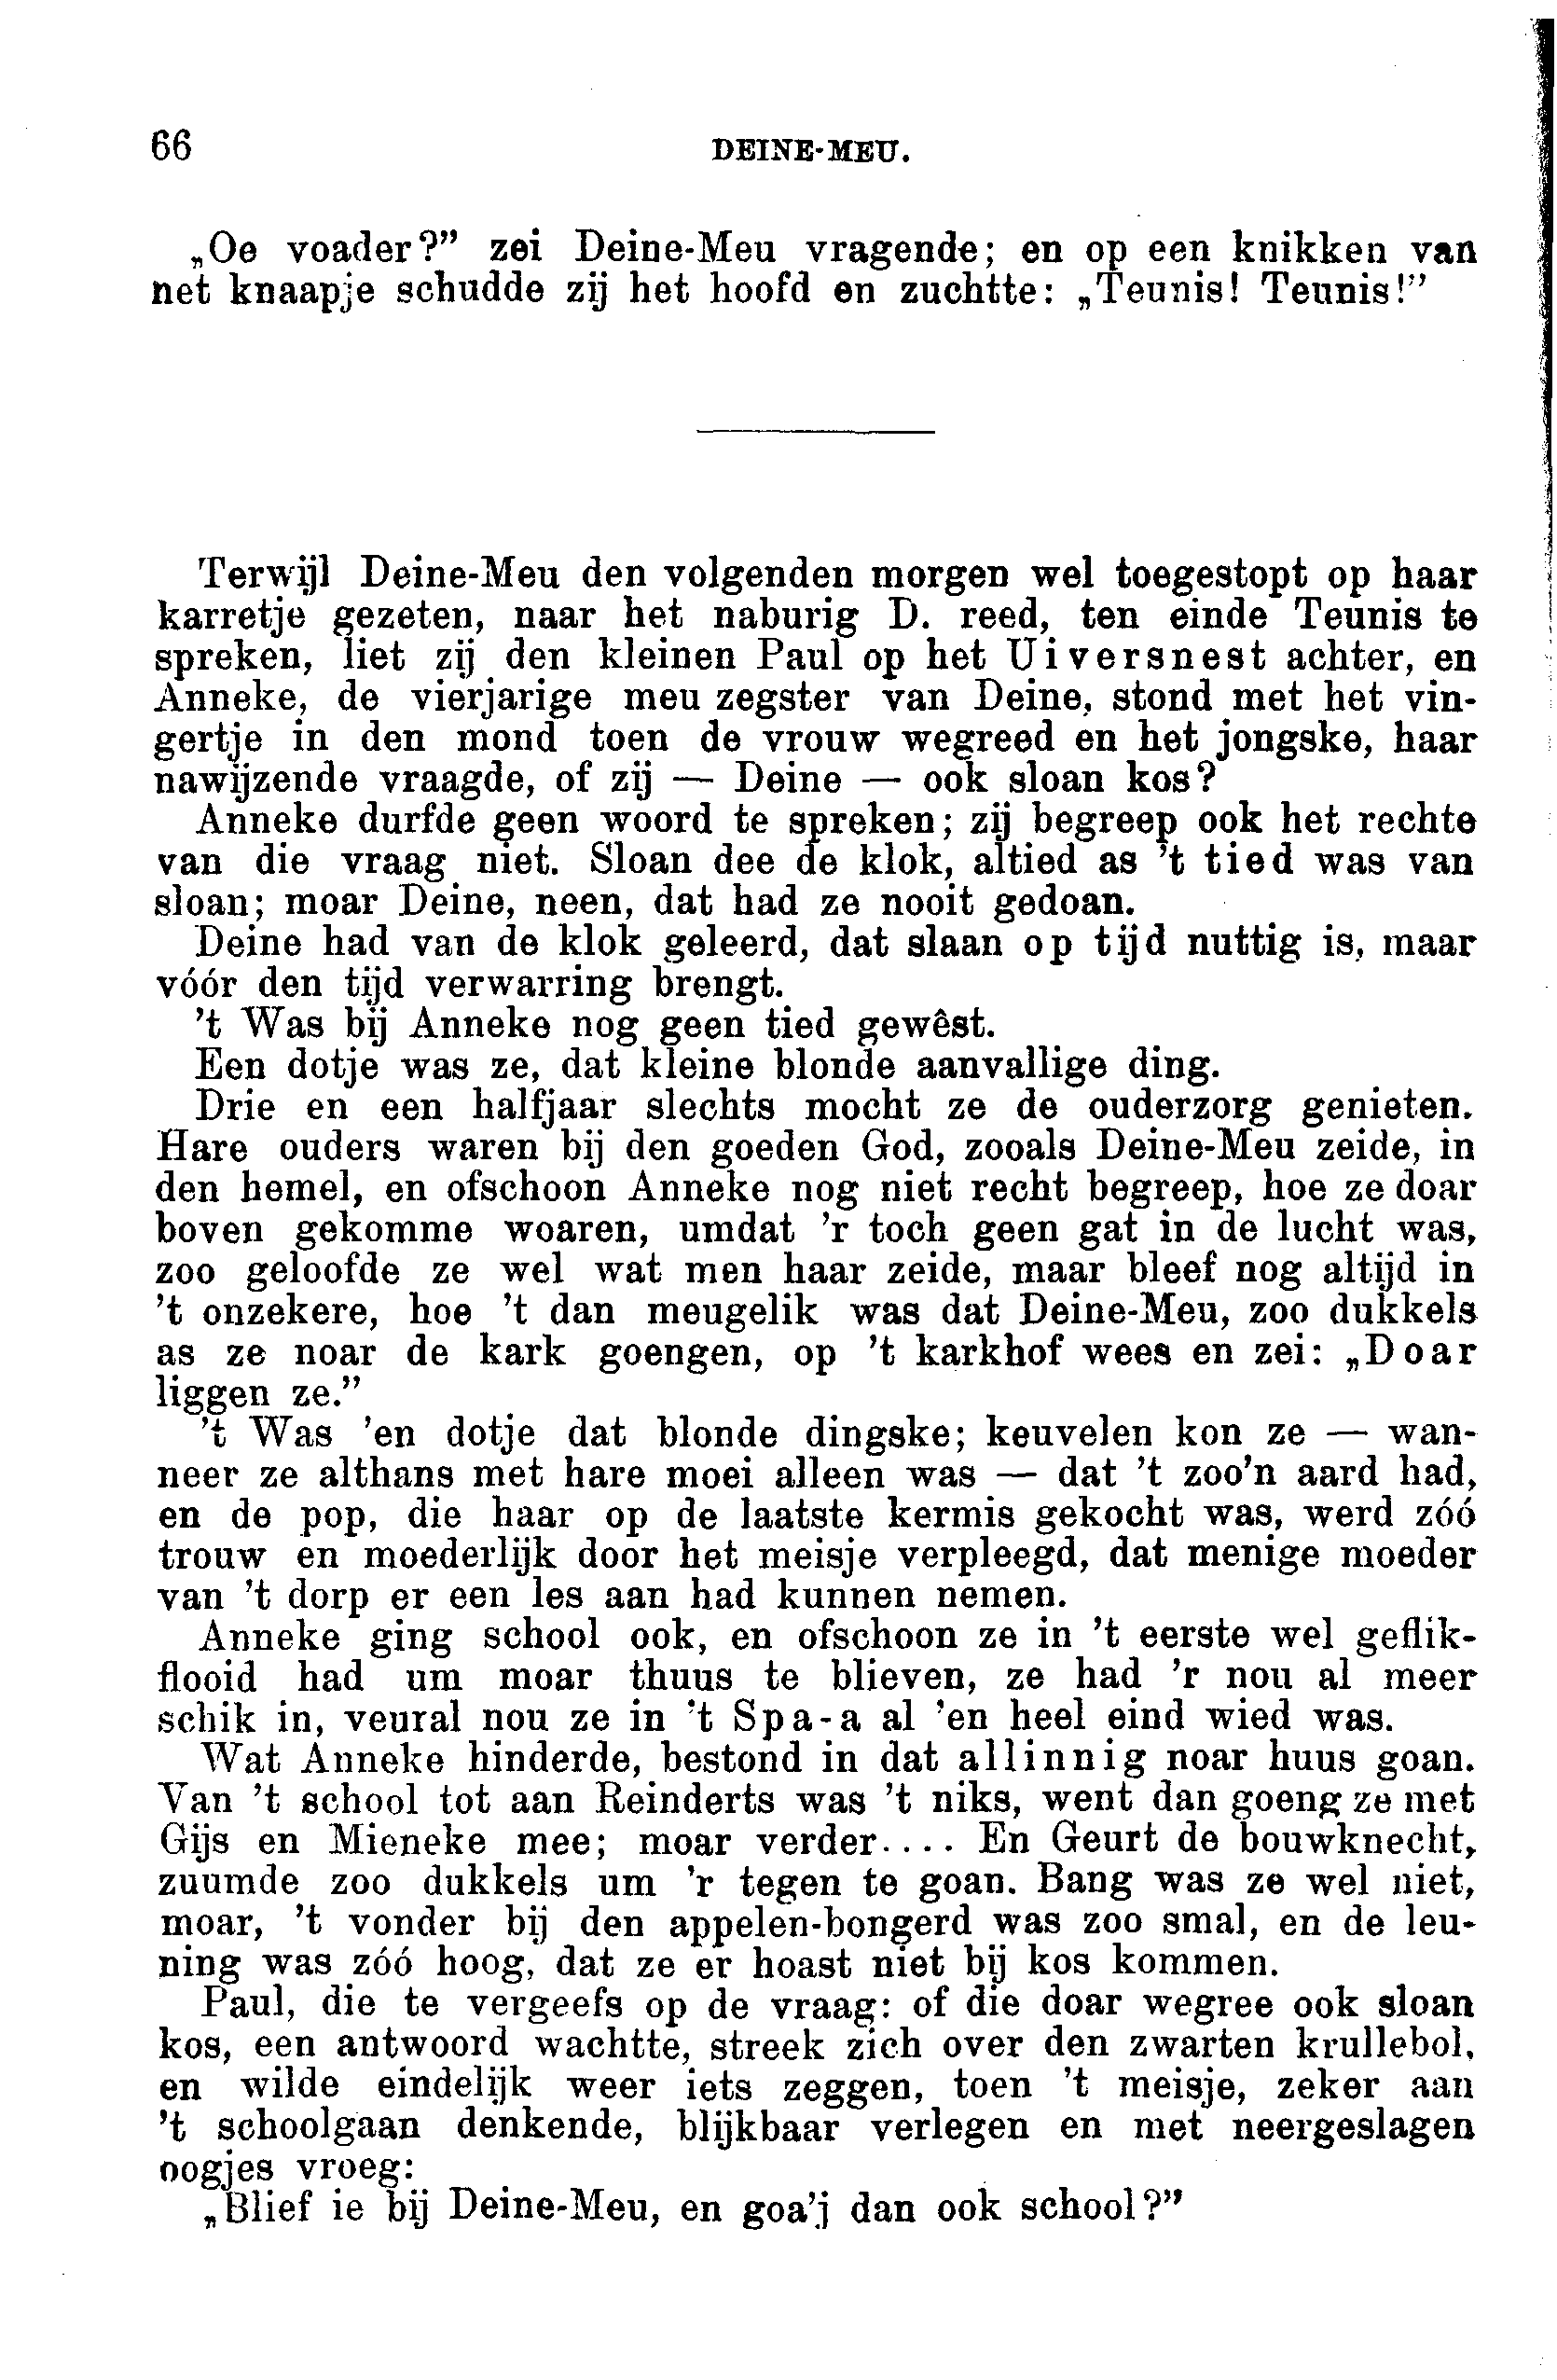 66
DEINE-MEU.
„Oe voader?” zei Deine-Meu vragende; en op een knikken van
net knaapje schudde zij het hoofd en zuchtte: „Teunis! Teunis!”
Terwijl Deine-Meu den volgenden morgen wel toegestopt op haar
karretje gezeten, naar het naburig D. reed, ten einde Teunis te
spreken, liet zij den kleinen Paul op het Uiversnest achter, en
Anneke, de vierjarige meu zegster van Deine, stond met het vin-
gertje in den mond toen de vrouw wegreed en het jongske, haar
nawijzende vraagde, of zij — Deine — ook sloan kos?
Anneke durfde geen woord te spreken; zij begreep ook het rechte
van die vraag niet. Sloan dee de klok, altied as ’t tied was van
sloan; moar Deine, neen, dat had ze nooit gedoan.
Deine had van de klok geleerd, dat slaan op tijd nuttig is, maar
vóór den tijd verwarring brengt.
’t Was bij Anneke nog geen tied gewêst.
Een dotje was ze, dat kleine blonde aanvallige ding.
Drie en een halfjaar slechts mocht ze de ouderzorg genieten.
Hare ouders waren bij den goeden God, zooals Deine-Meu zeide, in
den hemel, en ofschoon Anneke nog niet recht begreep, hoe ze doar
boven gekomme woaren, umdat ’r toch geen gat in de lucht was,
zoo geloofde ze wel wat men haar zeide, maar bleef nog altijd in
’t onzekere, hoe ’t dan meugelik was dat Deine-Meu, zoo dukkels
as ze noar de kark goengen, op ’t karkhof wees en zei: „Doar
liggen ze.”
’t Was ’en dotje dat blonde dingske; keuvelen kon ze — wan-
neer ze althans met hare moei alleen was — dat ’t zoo’n aard had,
en de pop, die haar op de laatste kermis gekocht was, werd zóó
trouw en moederlijk door het meisje verpleegd, dat menige moeder
van ’t dorp er een les aan had kunnen nemen.
Anneke ging school ook, en ofschoon ze in ’t eerste wel geflik-
flooid had um moar thuus te blieven, ze had ’r nou al meer
schik in, veural nou ze in ’t Spa-a al ’en heel eind wied was.
Wat Anneke hinderde, bestond in dat allinnig noar huus goan.
Van ’t school tot aan Reinderts was ’t niks, went dan goeng ze met
Gijs en Mieneke mee; moar verder.... En Geurt de bouwknecht,
zuumde zoo dukkels um ’r tegen te goan. Bang was ze wel niet,
moar, ’t vonder bij den appelen-bongerd was zoo smal, en de leu-
ning was zóó hoog, dat ze er hoast niet bij kos kommen.
Paul, die te vergeefs op de vraag: of die doar wegree ook sloan
kos, een antwoord wachtte, streek zich over den zwarten krullebol,
en wilde eindelijk weer iets zeggen, toen ’t meisje, zeker aan
’t schoolgaan denkende, blijkbaar verlegen en met neergeslagen
oogjes vroeg:
„Blief ie bij Deine-Meu, en goa’j dan ook school?”